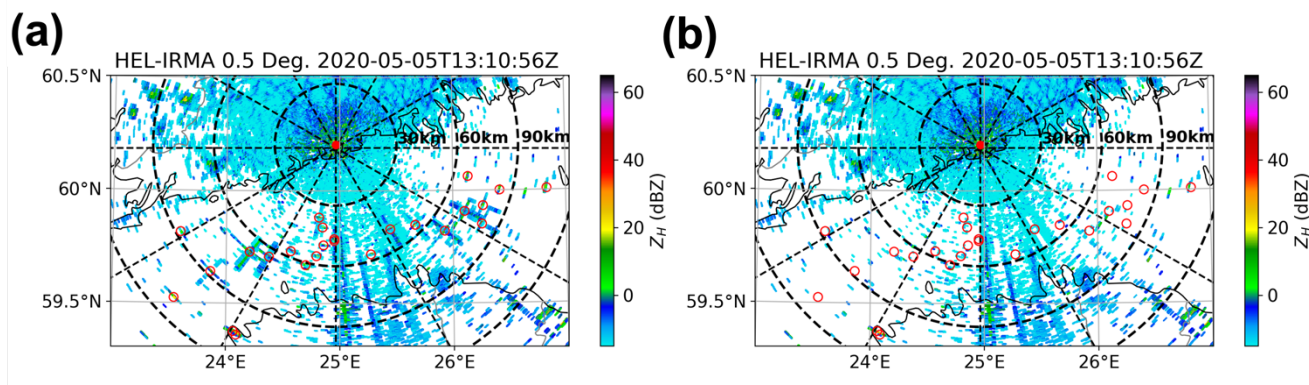 (a)
HEL-IRMA 0.5 Deg. 2020-05-05T13:10:56Z
60.5°N
60°N
59.5°N
24°E
25°E
26°E
30km
60km
90km
60
40
20
0
Z_H (dBZ)
(b)
HEL-IRMA 0.5 Deg. 2020-05-05T13:10:56Z
60.5°N
60°N
59.5°N
24°E
25°E
26°E
30km
60km
90km
60
40
20
0
Z_H (dBZ)